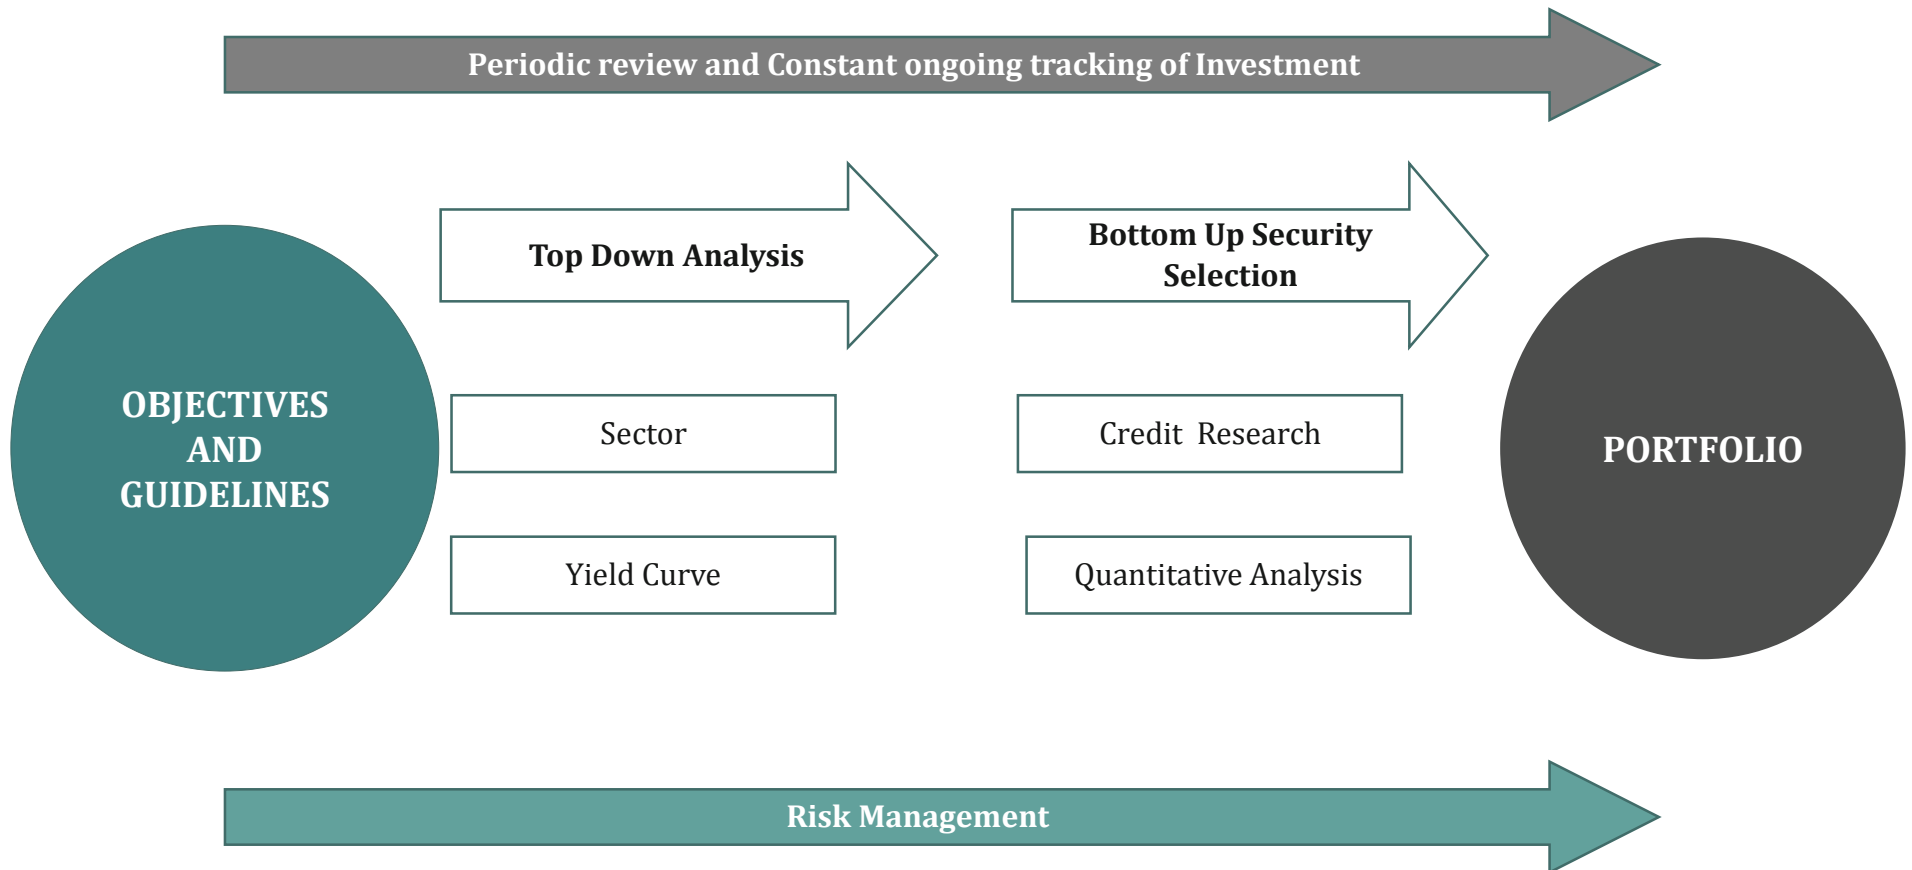 Periodic review and Constant ongoing tracking of Investment
Top Down Analysis
Bottom Up Security
Selection
OBJECTIVES
AND
GUIDELINES
Sector
Credit Research
PORTFOLIO
Yield Curve
Quantitative Analysis
Risk Management